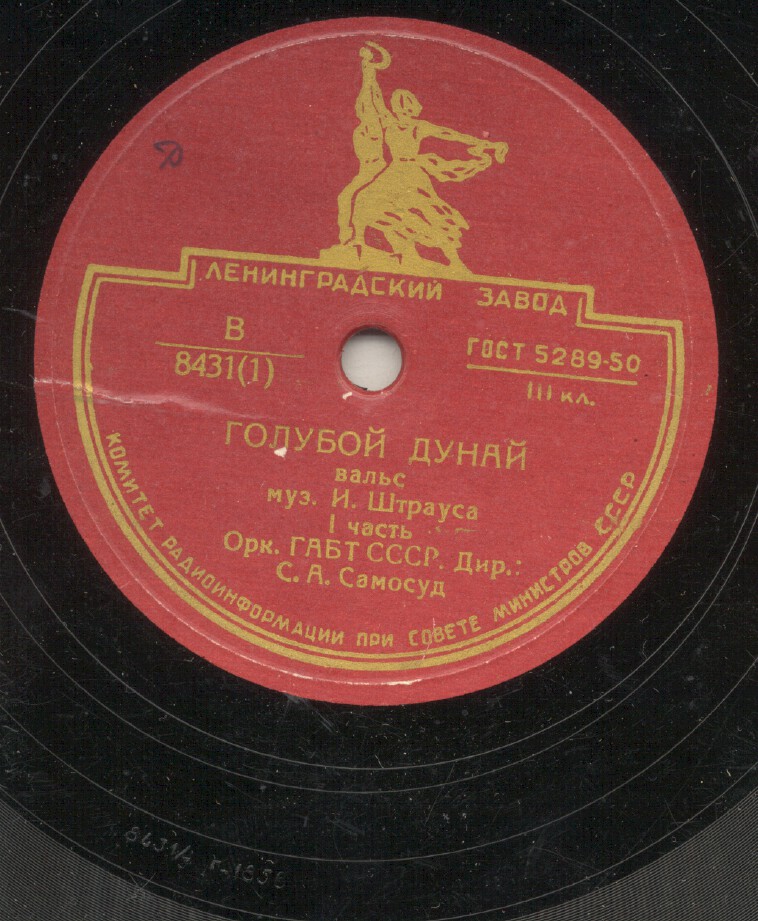 ЛЕНИНГРАДСКИЙ ЗАВОД
В
8431(1)
ГОСТ 5289-50
III кл.
ГОЛУБОЙ ДУНАЙ
вальс
муз. И. Штрауса
I часть
Орк. ГАБТ СССР. Дир.:
С. А. Самосуд
КОМИТЕТ РАДИОИНФОРМАЦИИ ПРИ СОВЕТЕ МИНИСТРОВ СССР